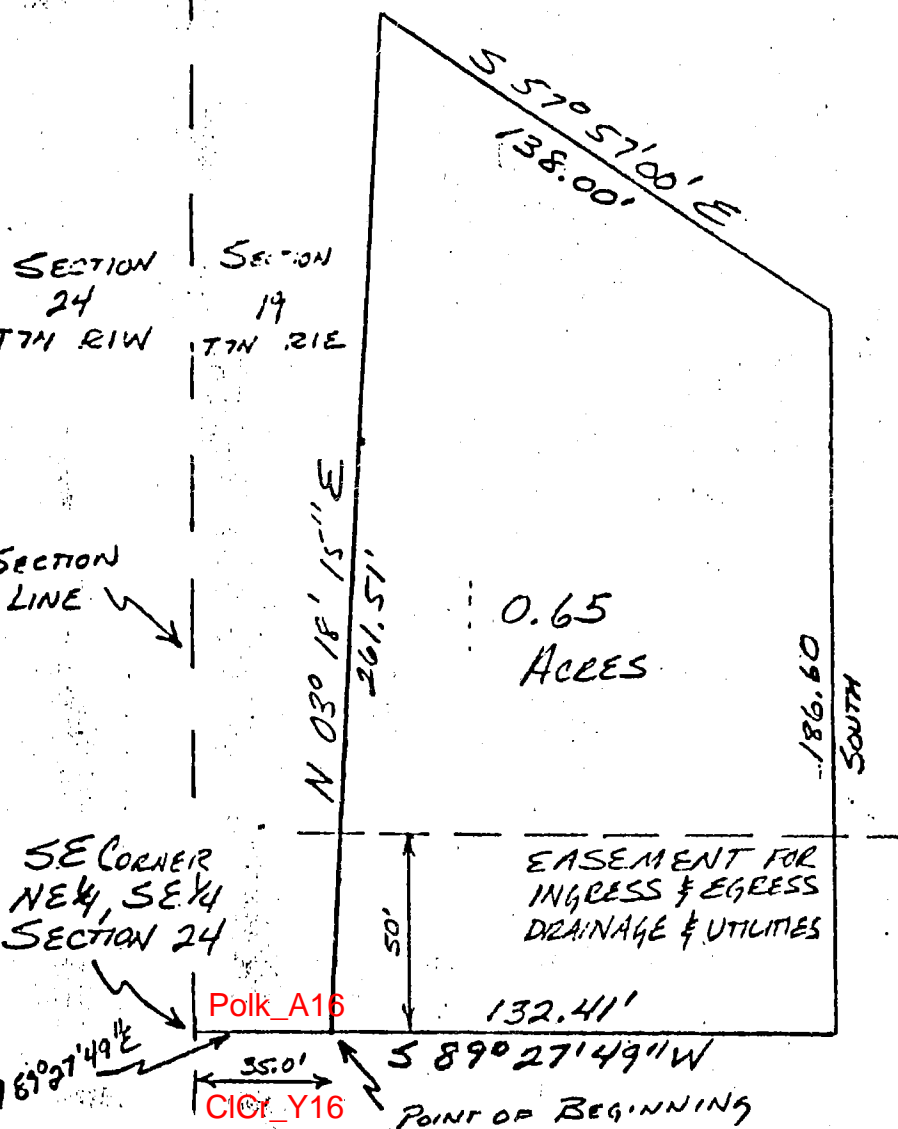 S 57° 57' 00' E
138.00'
SECTION
24
T7N R1W
SECTION
19
T7N R1E
SECTION
LINE
N 03° 18' 15" E
261.51'
0.65
ACRES
186.60
SOUTH
SE CORNER
NE¼, SE¼
SECTION 24
50'
EASEMENT FOR
INGRESS & EGRESS
DRAINAGE & UTILITIES
Polk_A16
132.41'
89°27'49"E
35.0'
S 89° 27' 49" W
ClCr_Y16
POINT OF BEGINNING